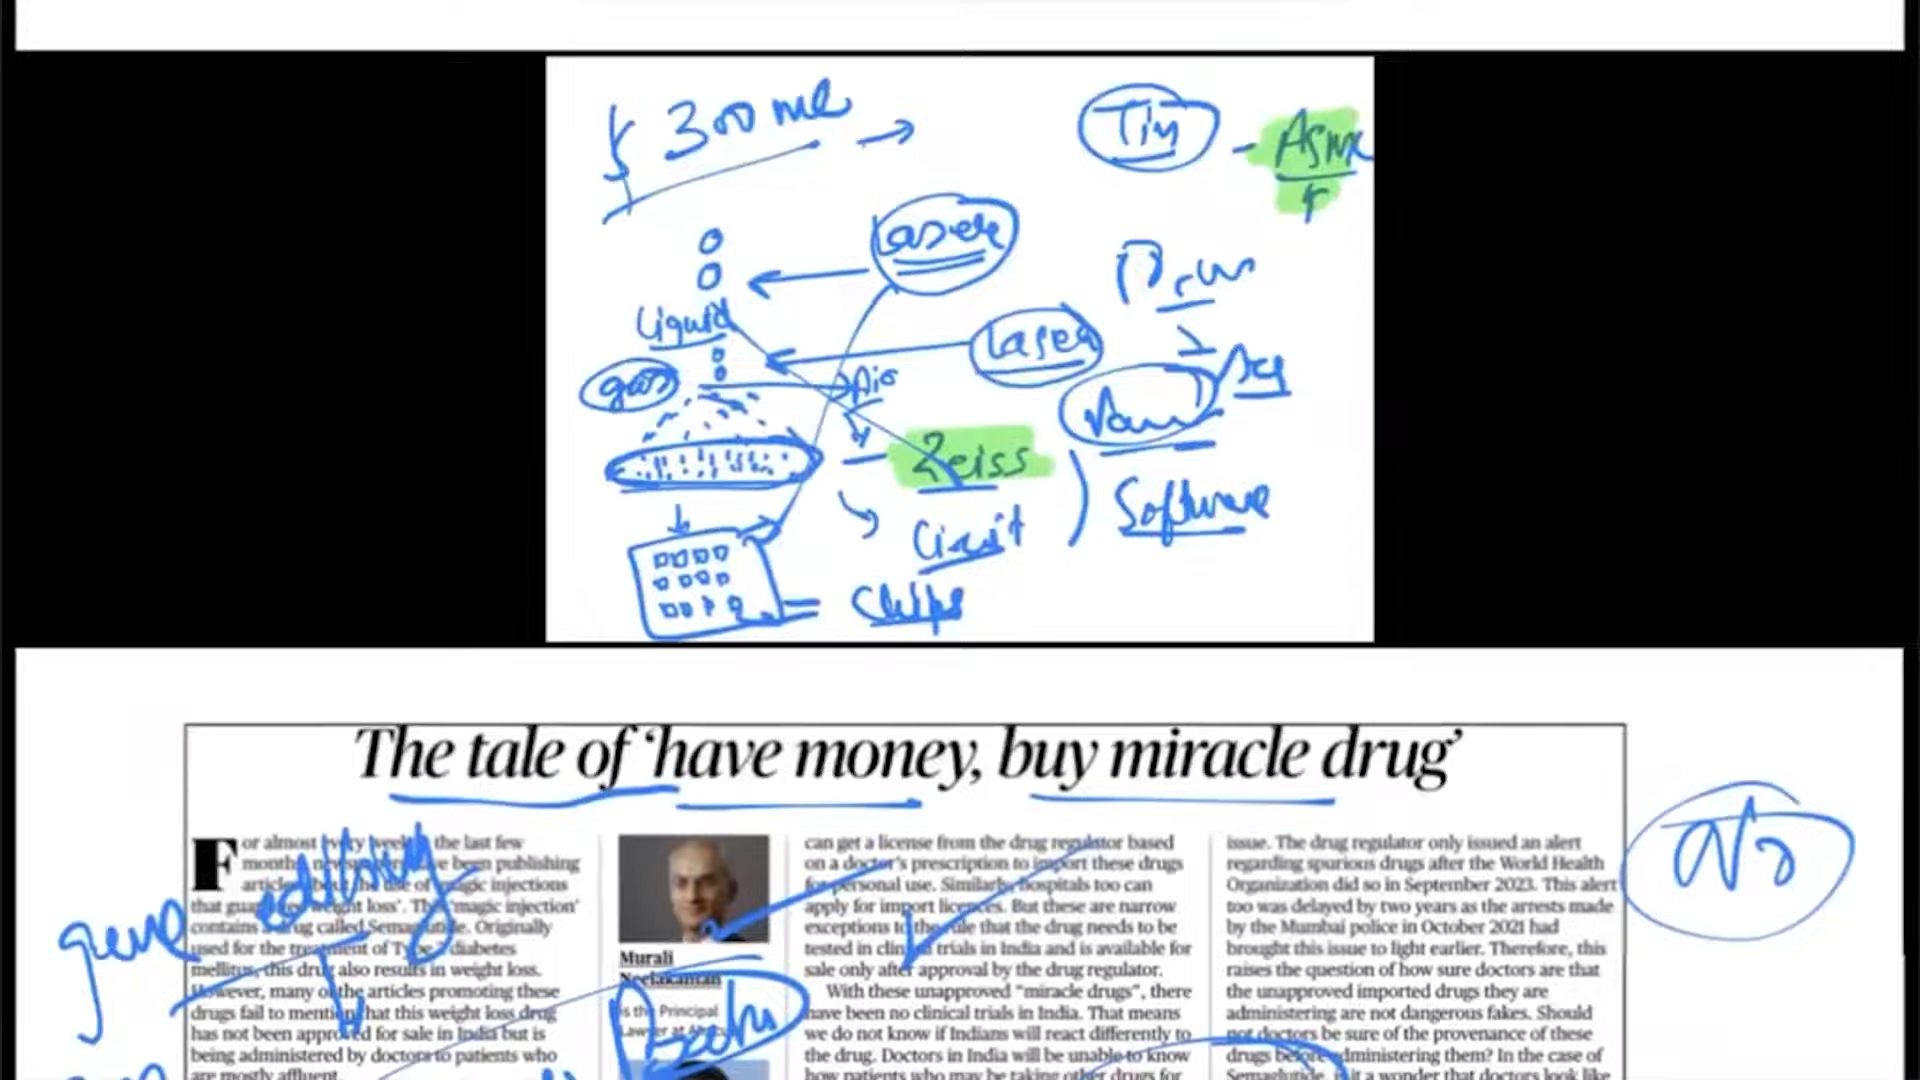 $ 300 ml → Tin - ASML
Laser
Liquid
Laser
gas
Zeiss
Software
Circuit
Chips
The tale of ‘have money, buy miracle drug’
No
gene editing
For almost every week in the last few
months, newspapers have been publishing
articles about the use of ‘magic injections
that guarantee weight loss’. The ‘magic injection’
contains a drug called Semaglutide. Originally
used for the treatment of Type 2 diabetes
mellitus, this drug also results in weight loss.
However, many of the articles promoting these
drugs fail to mention that this weight loss drug
has not been approved for sale in India but is
being administered by doctors to patients who
are mostly affluent.
Murali
Neelakantan
is the Principal
Lawyer at
can get a license from the drug regulator based
on a doctor’s prescription to import these drugs
for personal use. Similarly, hospitals too can
apply for import licences. But these are narrow
exceptions to the rule that the drug needs to be
tested in clinical trials in India and is available for
sale only after approval by the drug regulator.
With these unapproved “miracle drugs”, there
have been no clinical trials in India. That means
we do not know if Indians will react differently to
the drug. Doctors in India will be unable to know
how patients who may be taking other drugs for
issue. The drug regulator only issued an alert
regarding spurious drugs after the World Health
Organization did so in September 2023. This alert
too was delayed by two years as the arrests made
by the Mumbai police in October 2021 had
brought this issue to light earlier. Therefore, this
raises the question of how sure doctors are that
the unapproved imported drugs they are
administering are not dangerous fakes. Should
not doctors be sure of the provenance of these
drugs before administering them? In the case of
Semaglutide, is it a wonder that doctors look like